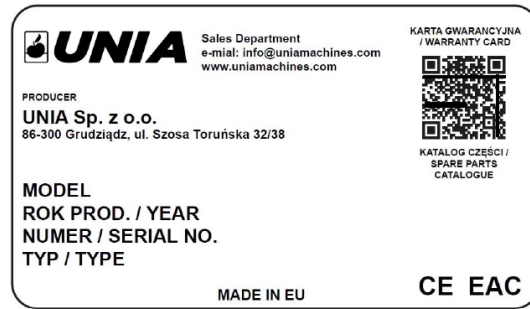 UNIA
Sales Department
e-mial: info@uniamachines.com
www.uniamachines.com
KARTA GWARANCYJNA
/ WARRANTY CARD
PRODUCER
UNIA Sp. z o.o.
86-300 Grudziądz, ul. Szosa Toruńska 32/38
KATALOG CZĘŚCI /
SPARE PARTS
CATALOGUE
MODEL
ROK PROD. / YEAR
NUMER / SERIAL NO.
TYP / TYPE
MADE IN EU
CE EAC